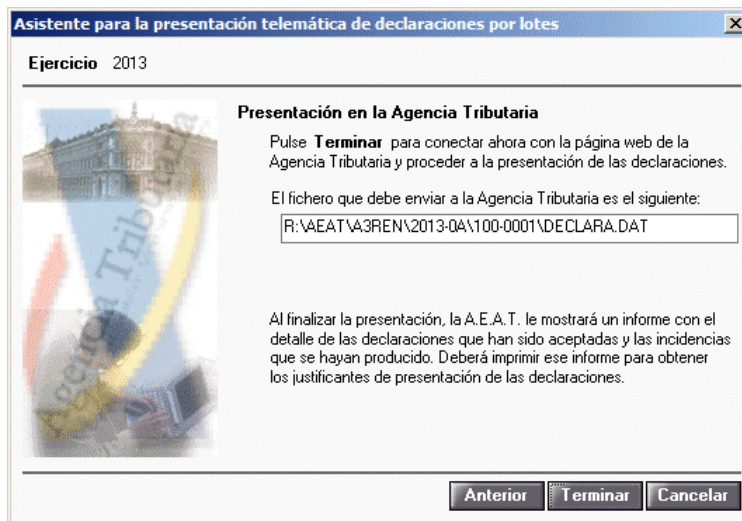 Asistente para la presentación telemática de declaraciones por lotes
Ejercicio 2013
Agencia Tributaria
Presentación en la Agencia Tributaria
Pulse Terminar para conectar ahora con la página web de la
Agencia Tributaria y proceder a la presentación de las declaraciones.
El fichero que debe enviar a la Agencia Tributaria es el siguiente:
R:\AEAT\A3REN\2013-0A\100-0001\DECLARA.DAT
Al finalizar la presentación, la A.E.A.T. le mostrará un informe con el
detalle de las declaraciones que han sido aceptadas y las incidencias
que se hayan producido. Deberá imprimir ese informe para obtener
los justificantes de presentación de las declaraciones.
Anterior Terminar Cancelar